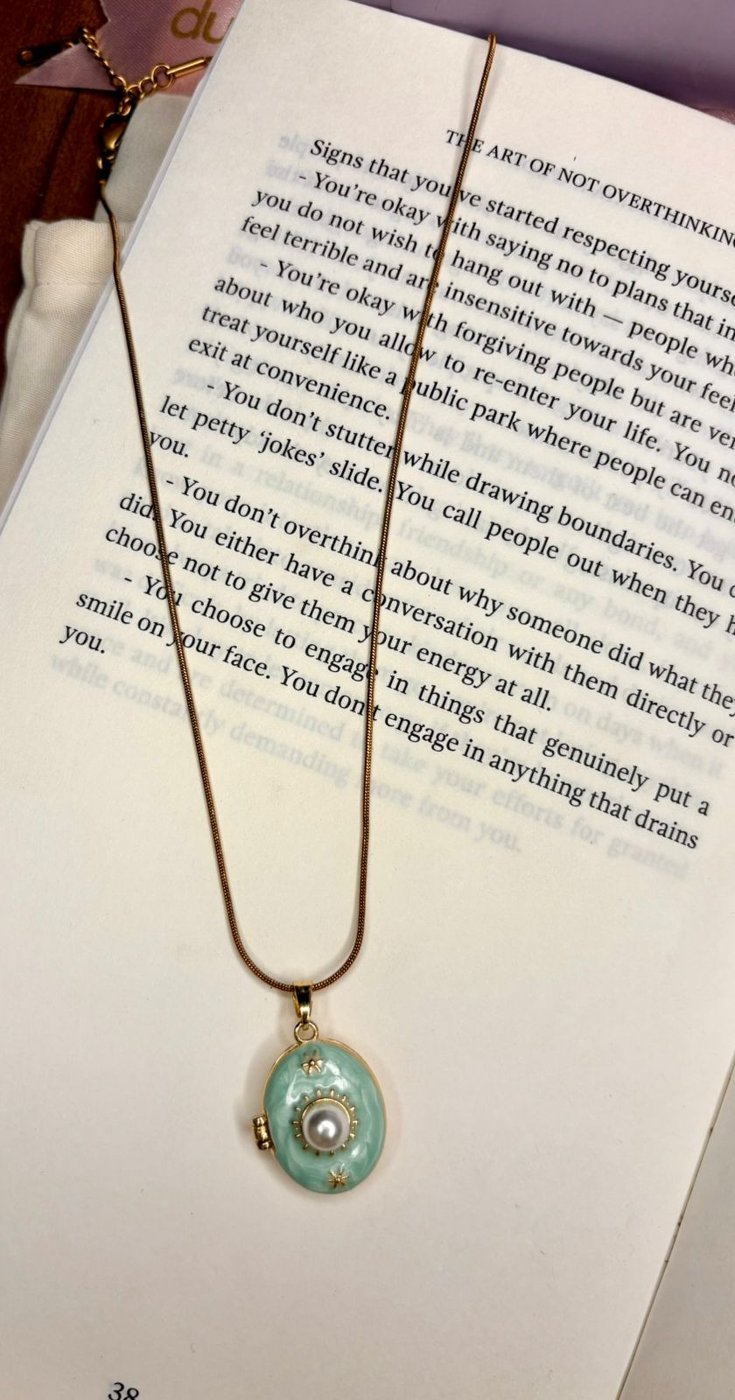 du
THE ART OF NOT OVERTHINKING
Signs that you've started respecting yourse
- You're okay with saying no to plans that in
you do not wish to hang out with — people wh
feel terrible and are insensitive towards your feel
- You're okay with forgiving people but are ver
about who you allow to re-enter your life. You no
treat yourself like a public park where people can en
exit at convenience.
- You don't stutter while drawing boundaries. You d
let petty 'jokes' slide. You call people out when they h
you.
- You don't overthink about why someone did what they
did. You either have a conversation with them directly or
choose not to give them your energy at all.
- You choose to engage in things that genuinely put a
smile on your face. You don't engage in anything that drains
you.
38